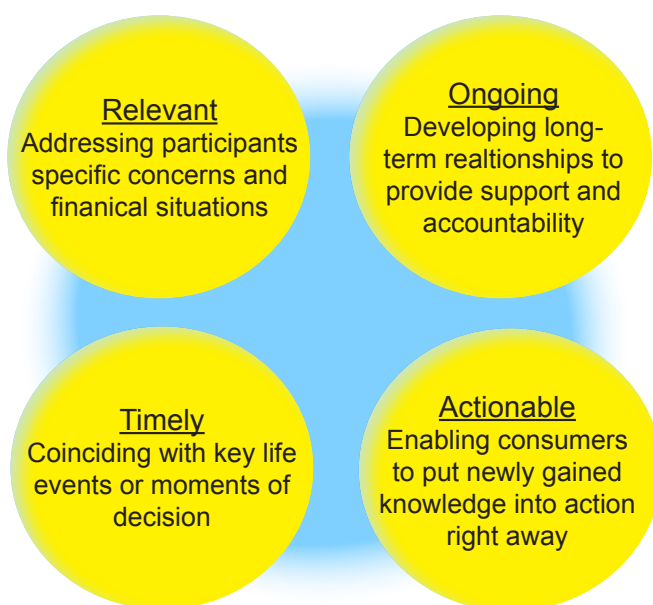 Relevant
Addressing participants
specific concerns and
finanical situations
Ongoing
Developing long-
term realtionships to
provide support and
accountability
Timely
Coinciding with key life
events or moments of
decision
Actionable
Enabling consumers
to put newly gained
knowledge into action
right away